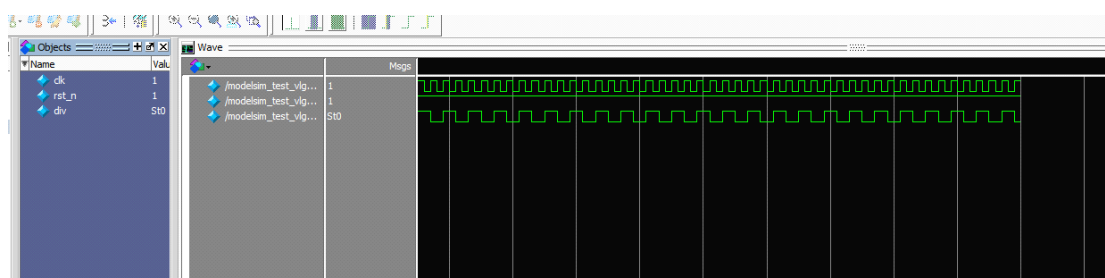 Objects
Wave
Name
Valu
Msgs
clk
1
rst_n
1
div
St0
/modelsim_test_vlg...
1
/modelsim_test_vlg...
1
/modelsim_test_vlg...
St0